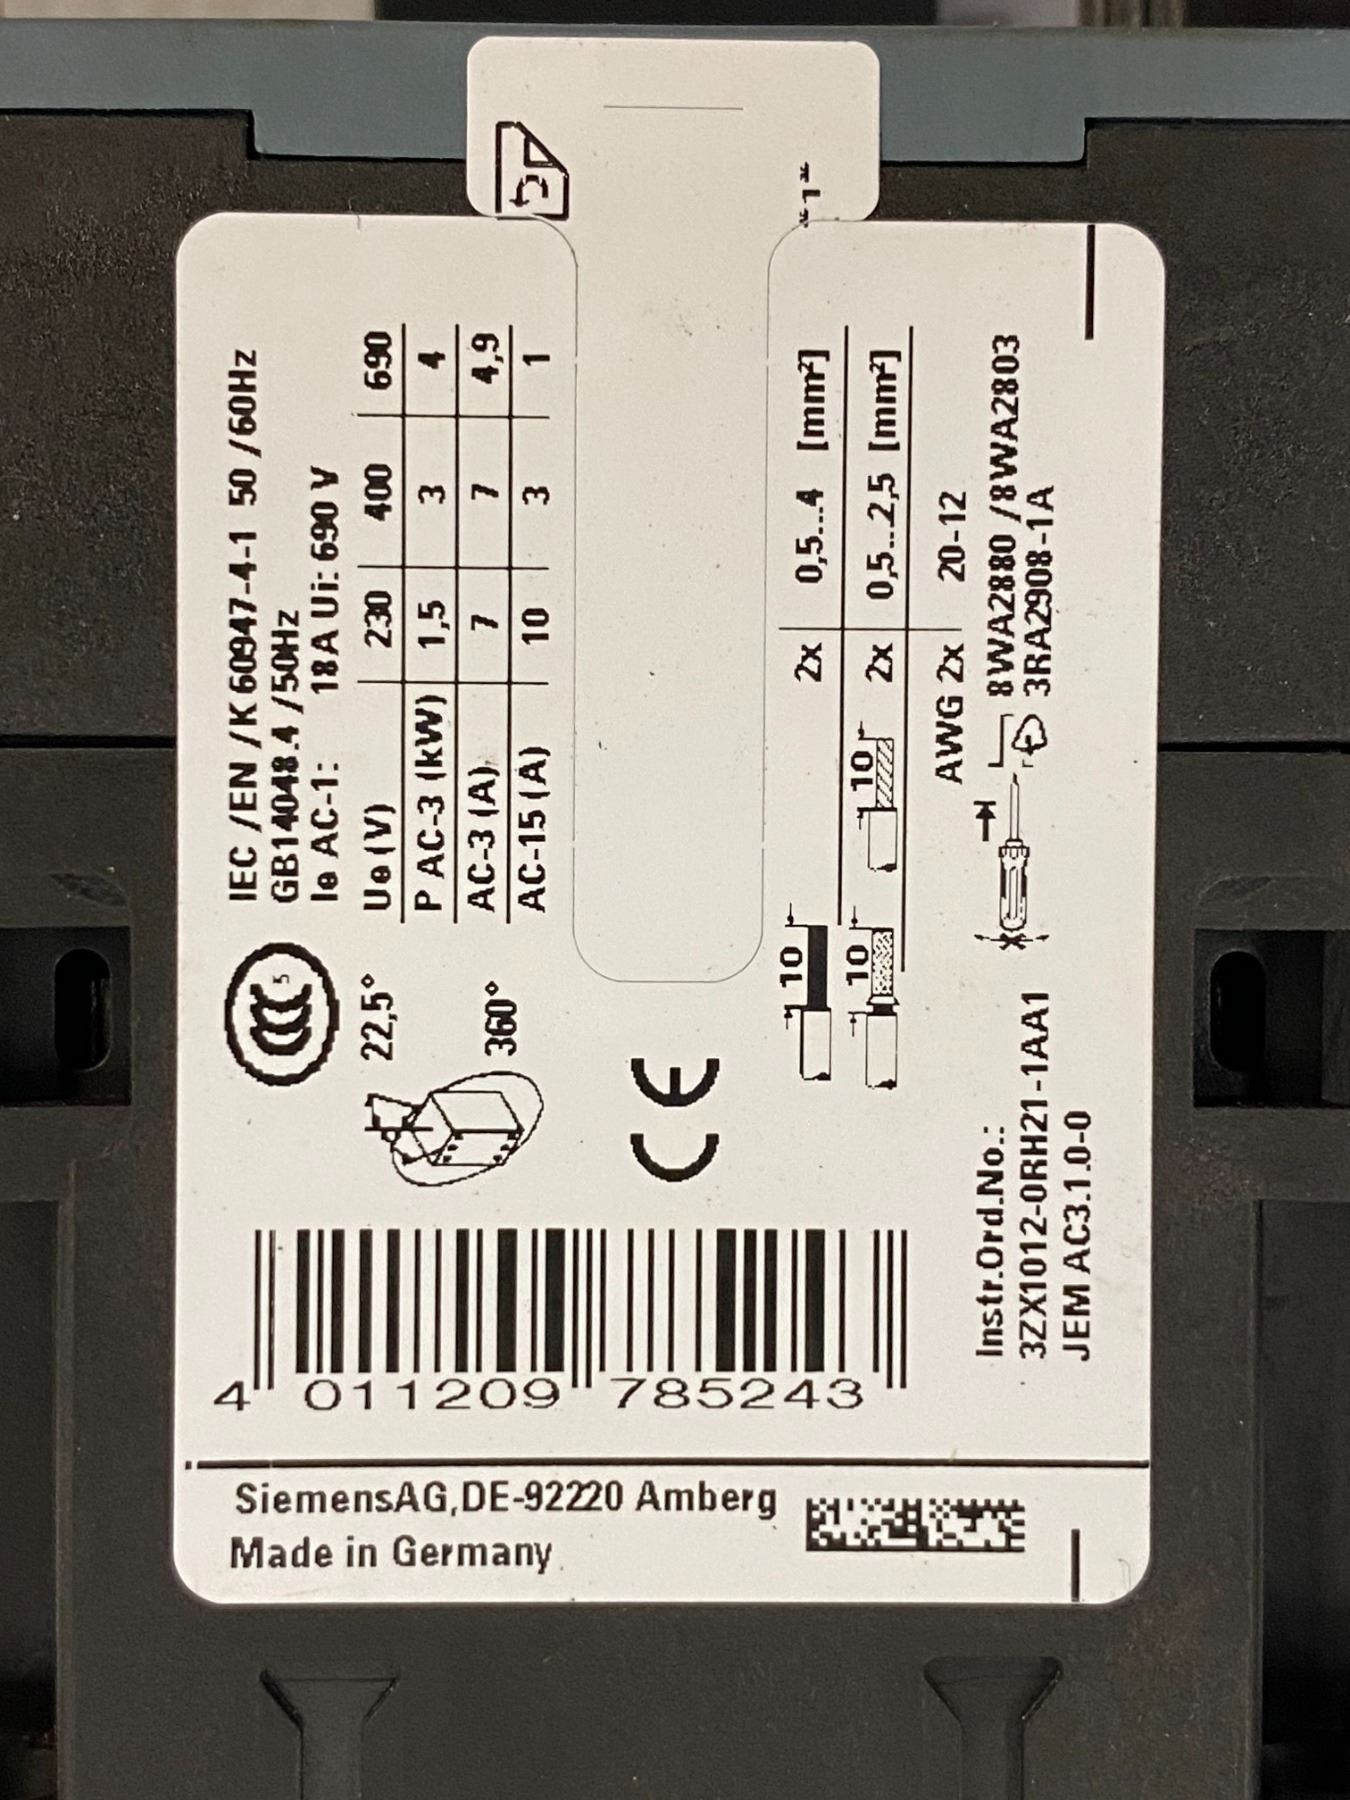 IEC /EN /K 60947-4-1 50 /60Hz
GB14048.4 /50Hz
Ie AC-1: 18A Ui: 690 V
Ue (V) 230 400 690
P AC-3 (kW) 1,5 3 4
AC-3 (A) 7 7 4,9
AC-15 (A) 10 3 1
CCC S
22,5°
360°
CE
*1*
10 2x 0,5...4 [mm²]
10 10 2x 0,5...2,5 [mm²]
AWG 2x 20-12
8WA2880 /8WA2803
3RA2908-1A
Instr.Ord.No.:
3ZX1012-0RH21-1AA1
JEM AC3.1.0-0
4 011209 785243
SiemensAG,DE-92220 Amberg
Made in Germany